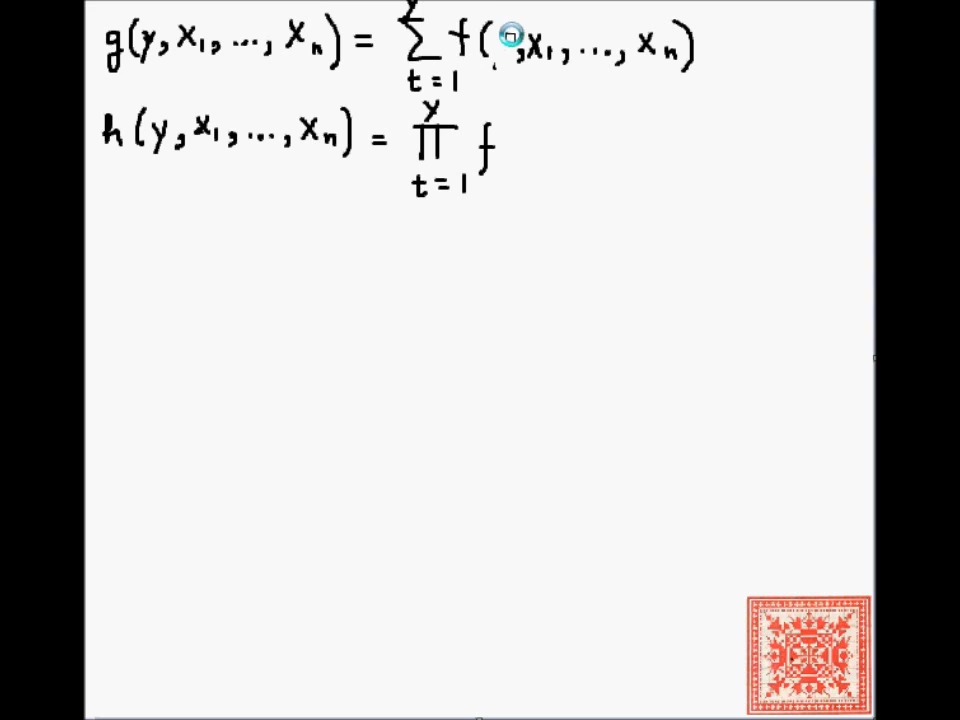 g(y, x₁, ..., xₙ) = ∑_{t=1}^{y} f( , x₁, ..., xₙ)
h(y, x₁, ..., xₙ) = ∏_{t=1}^{y} f